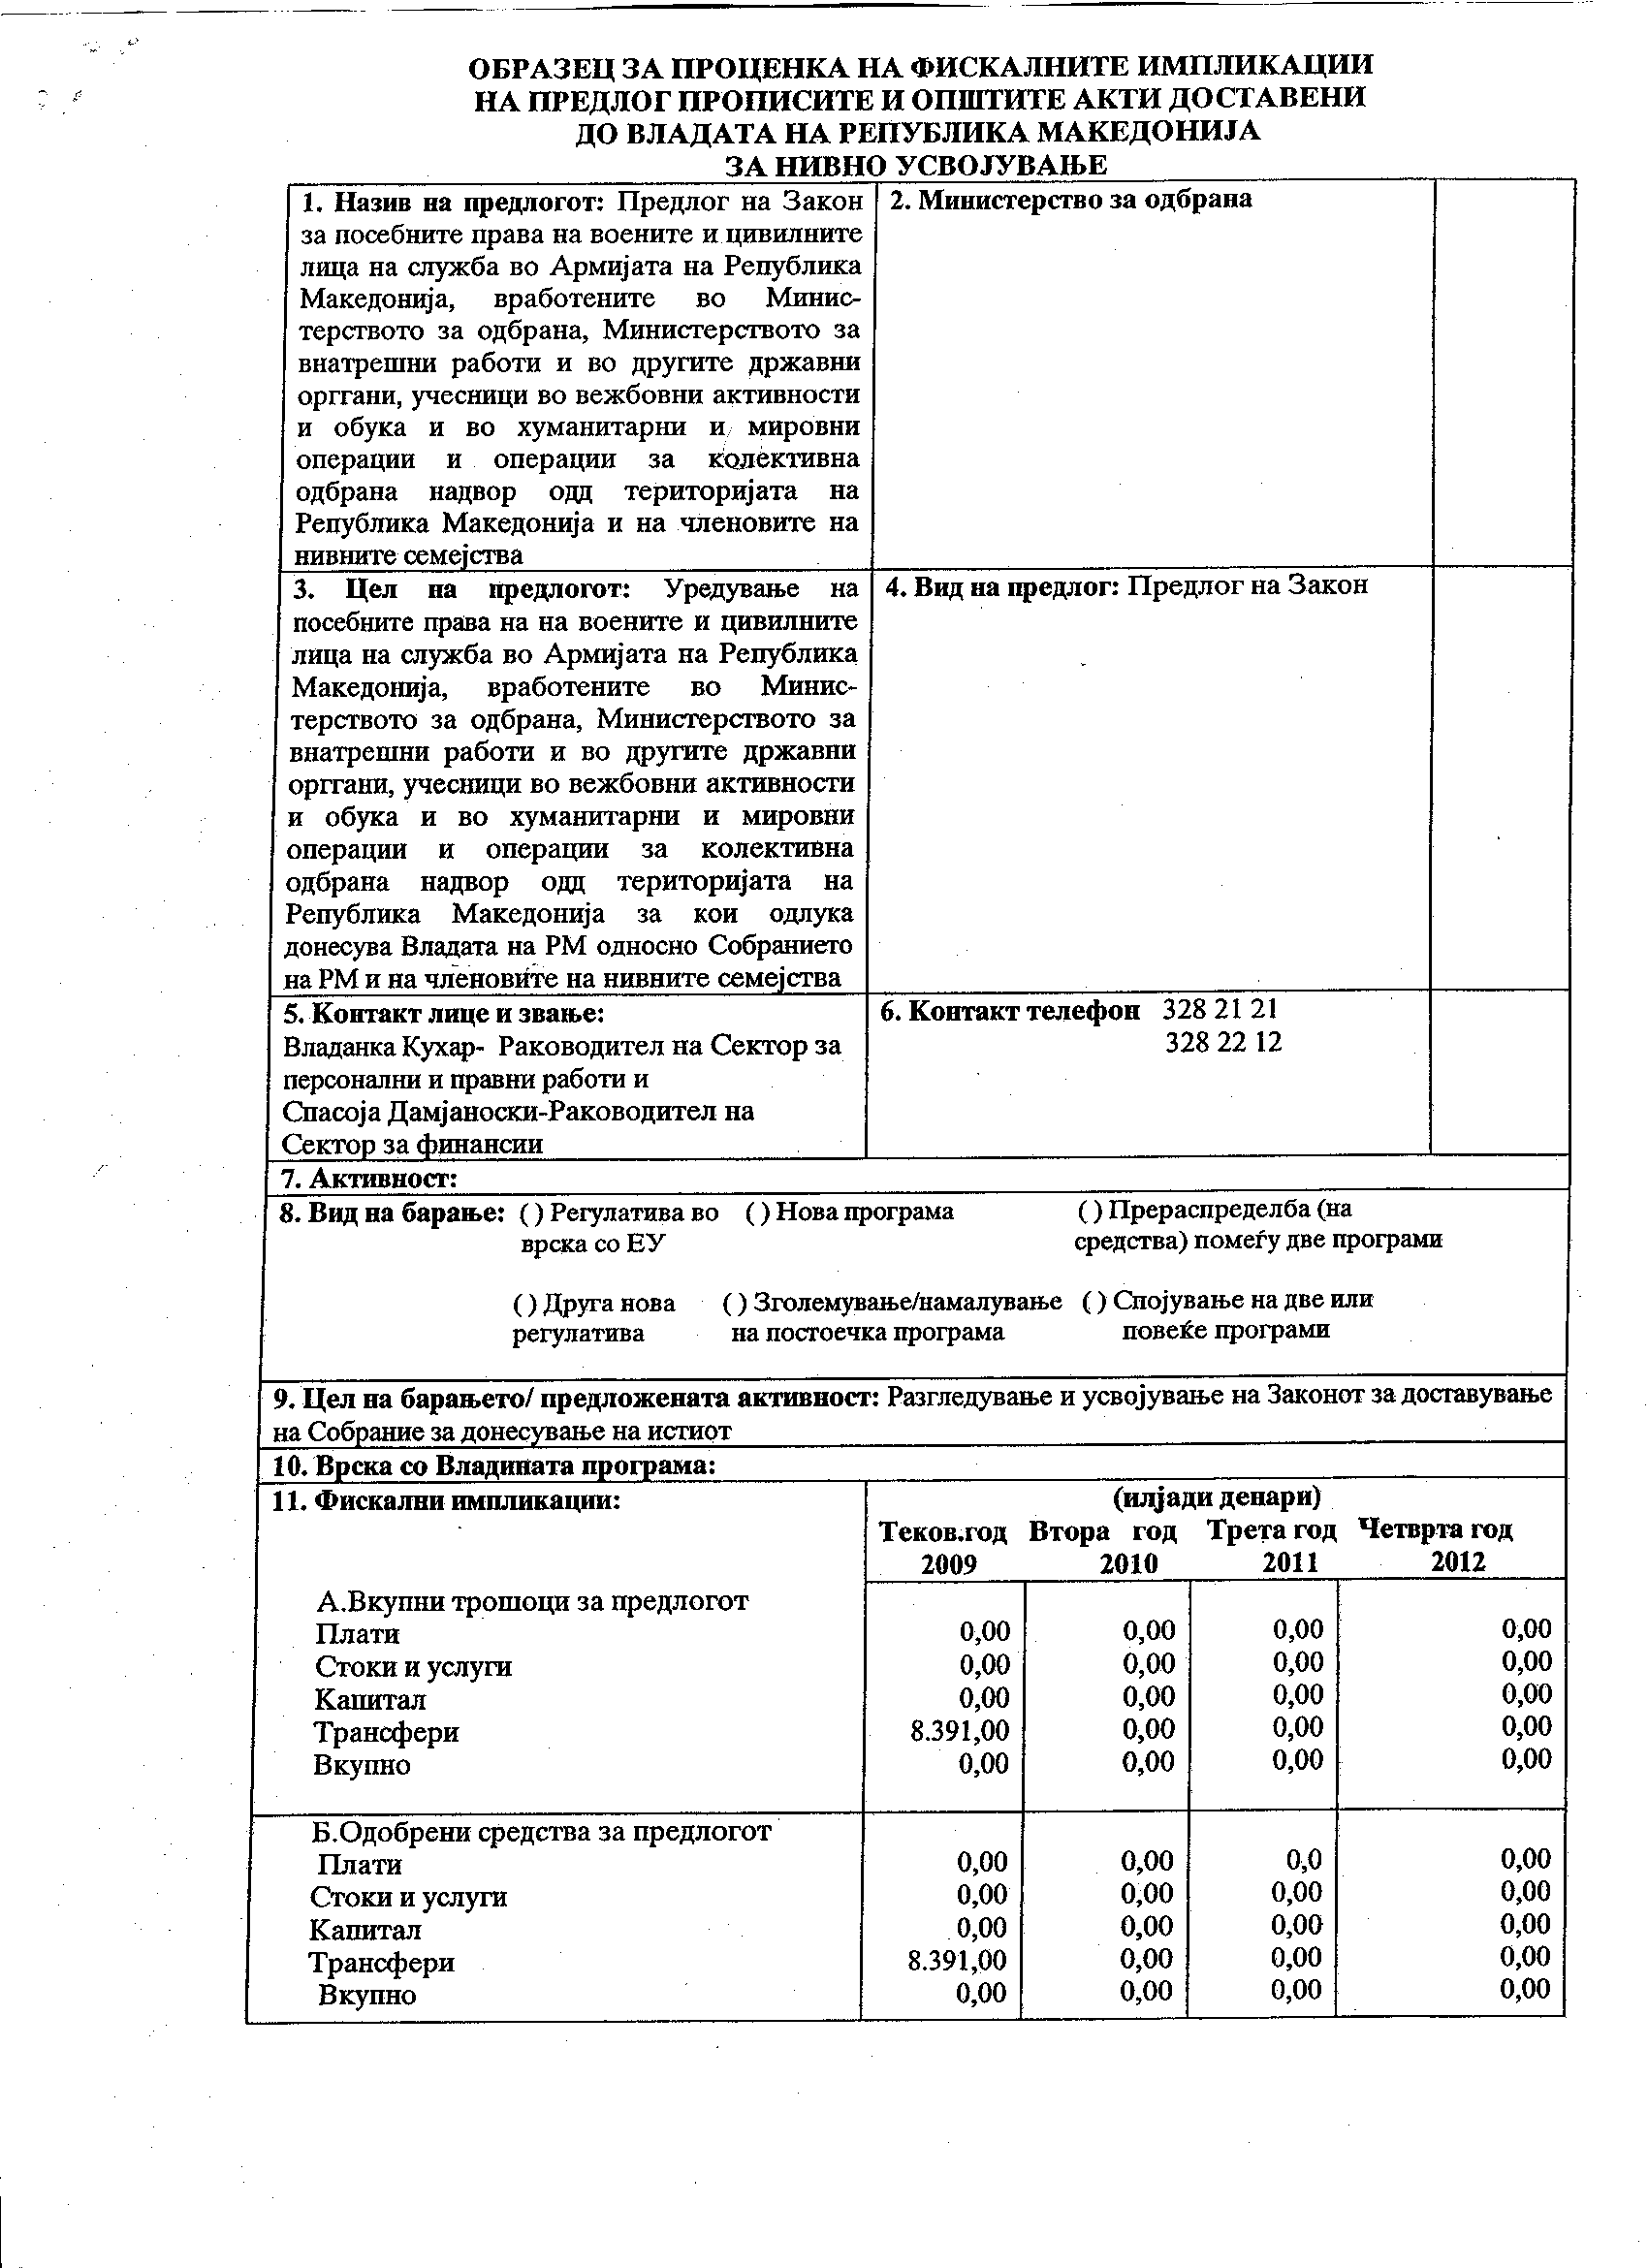 ОБРАЗЕЦ ЗА ПРОЦЕНКА НА ФИСКАЛНИТЕ ИМПЛИКАЦИИ
НА ПРЕДЛОГ ПРОПИСИТЕ И ОПШТИТЕ АКТИ ДОСТАВЕНИ
ДО ВЛАДАТА НА РЕПУБЛИКА МАКЕДОНИЈА
ЗА НИВНО УСВОЈУВАЊЕ
1. Назив на предлогот: Предлог на Закон
за посебните права на воените и цивилните
лица на служба во Армијата на Република
Македонија, вработените во Минис-
терството за одбрана, Министерството за
внатрешни работи и во другите државни
орггани, учесници во вежбовни активности
и обука и во хуманитарни и мировни
операции и операции за колективна
одбрана надвор одд територијата на
Република Македонија и на членовите на
нивните семејства
2. Министерство за одбрана
3. Цел на предлогот: Уредување на
посебните права на на воените и цивилните
лица на служба во Армијата на Република
Македонија, вработените во Минис-
терството за одбрана, Министерството за
внатрешни работи и во другите државни
орггани, учесници во вежбовни активности
и обука и во хуманитарни и мировни
операции и операции за колективна
одбрана надвор одд територијата на
Република Македонија за кои одлука
донесува Владата на РМ односно Собранието
на РМ и на членовите на нивните семејства
4. Вид на предлог: Предлог на Закон
5. Контакт лице и звање:
Владанка Кухар- Раководител на Сектор за
персонални и правни работи и
Спасоја Дамјаноски-Раководител на
Сектор за финансии
6. Контакт телефон 328 21 21
328 22 12
7. Активност:
8. Вид на барање: ( ) Регулатива во ( ) Нова програма ( ) Прераспределба (на
врска со ЕУ средства) помеѓу две програми
( ) Друга нова ( ) Зголемување/намалување ( ) Спојување на две или
регулатива на постоечка програма повеќе програми
9. Цел на барањето/ предложената активност: Разгледување и усвојување на Законот за доставување
на Собрание за донесување на истиот
10. Врска со Владината програма:
11. Фискални импликации: (илјади денари)
Теков.год Втора год Трета год Четврта год
2009 2010 2011 2012
А.Вкупни трошоци за предлогот
Плати 0,00 0,00 0,00 0,00
Стоки и услуги 0,00 0,00 0,00 0,00
Капитал 0,00 0,00 0,00 0,00
Трансфери 8.391,00 0,00 0,00 0,00
Вкупно 0,00 0,00 0,00 0,00
Б.Одобрени средства за предлогот
Плати 0,00 0,00 0,0 0,00
Стоки и услуги 0,00 0,00 0,00 0,00
Капитал 0,00 0,00 0,00 0,00
Трансфери 8.391,00 0,00 0,00 0,00
Вкупно 0,00 0,00 0,00 0,00